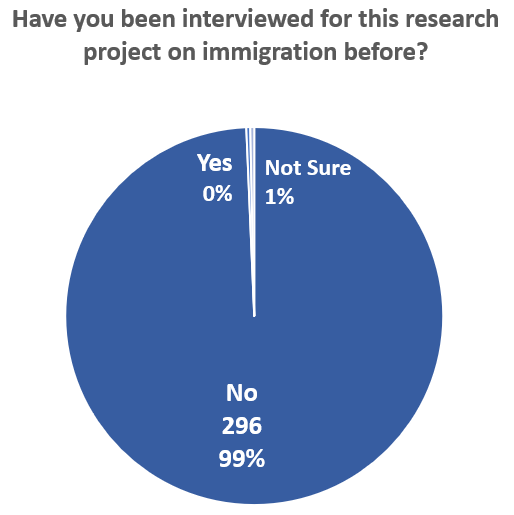 Have you been interviewed for this research
project on immigration before?
Yes
0%
Not Sure
1%
No
296
99%